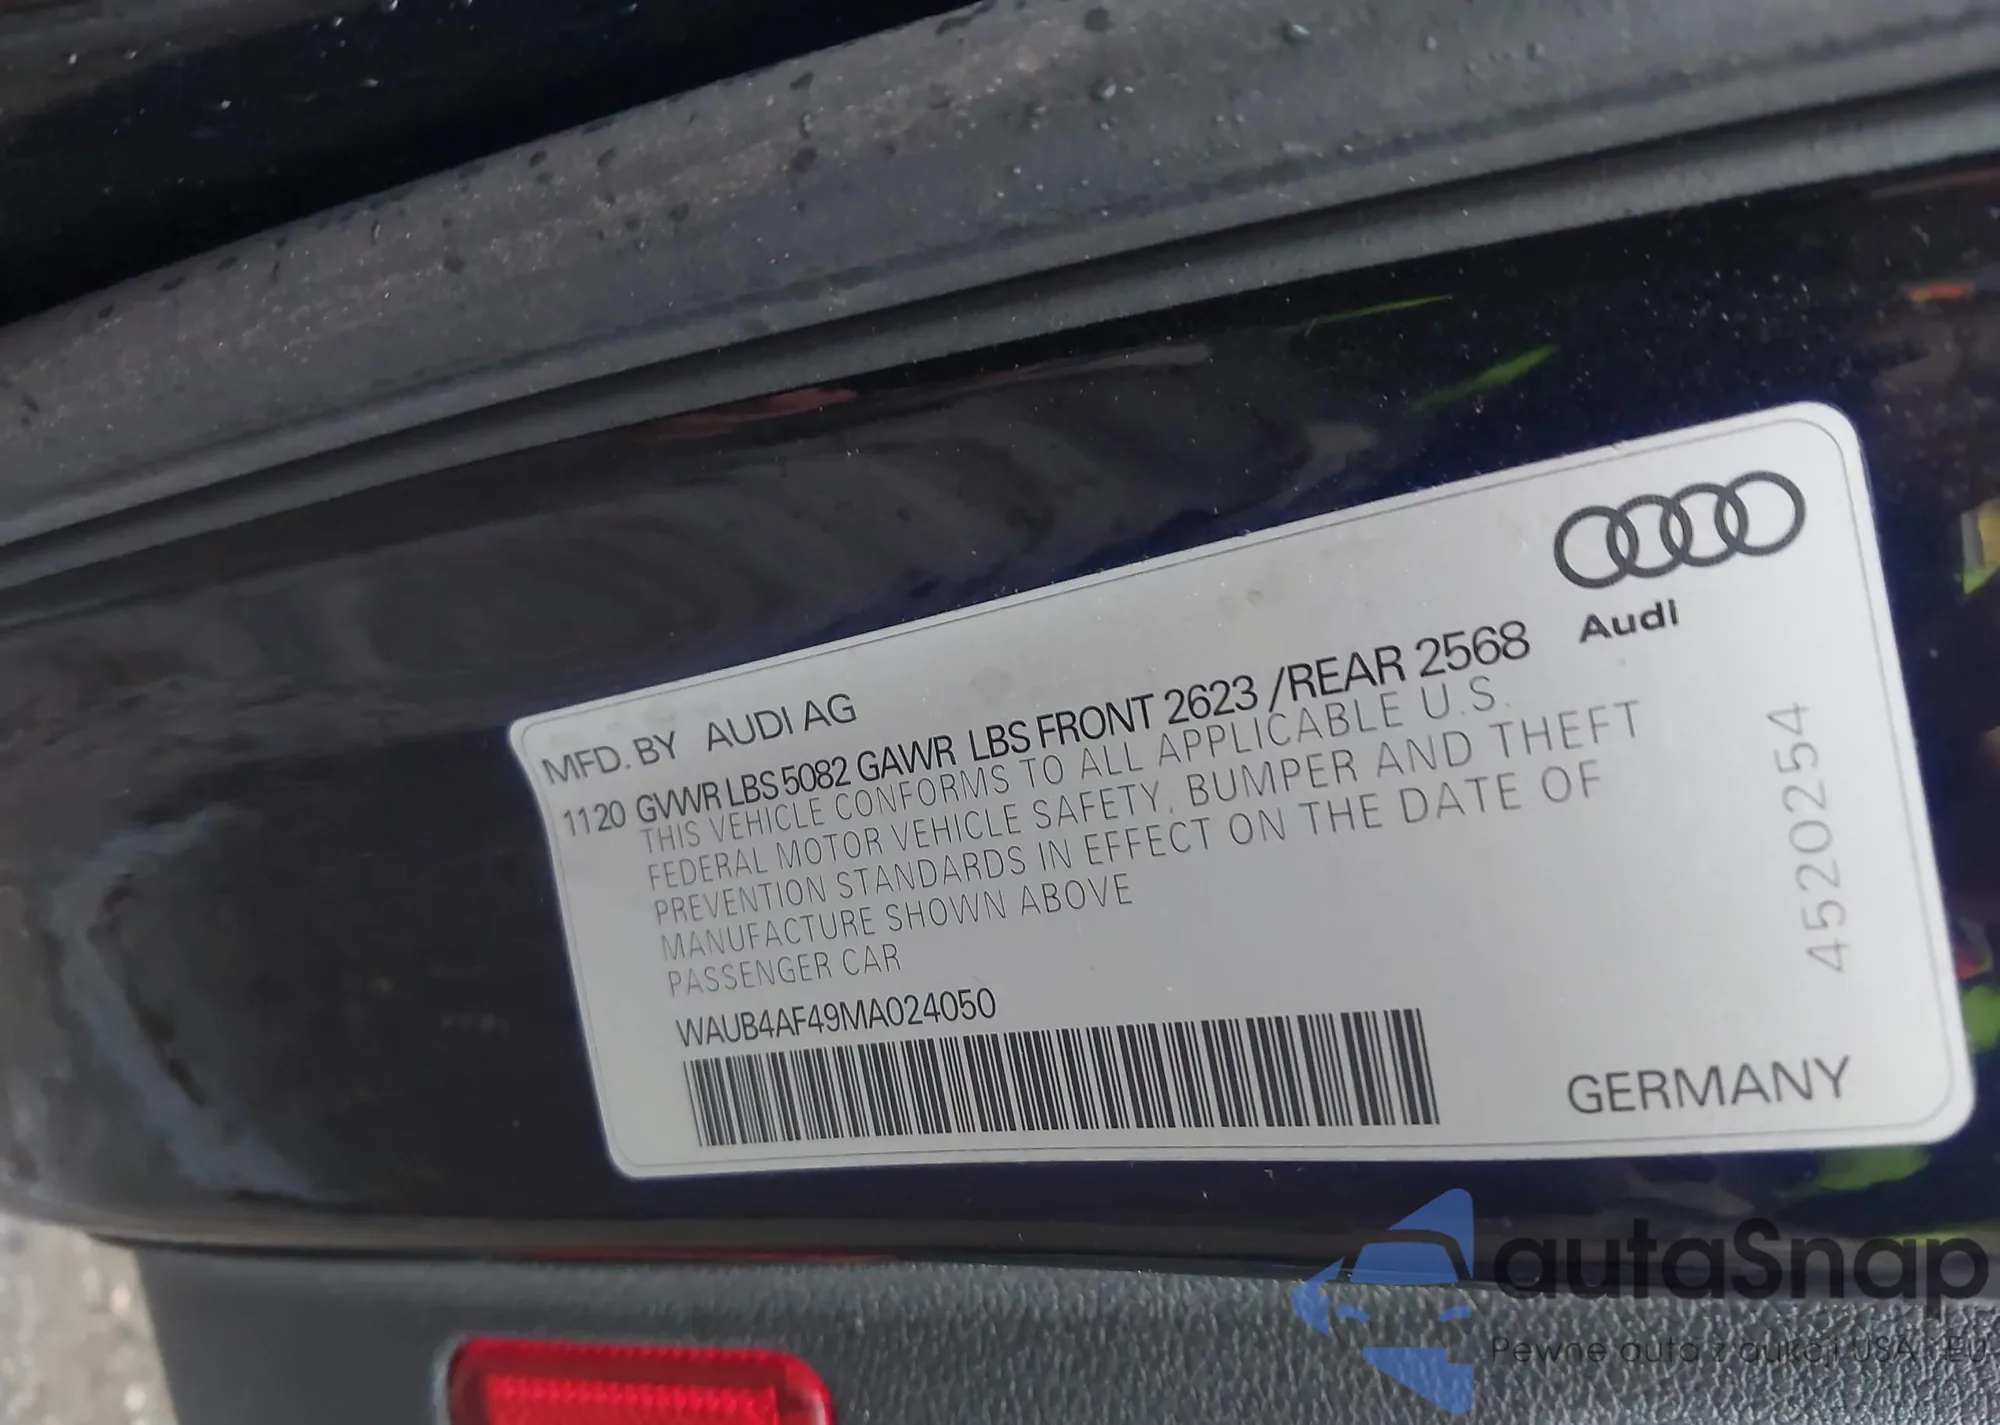 MFD. BY AUDI AG
Audi
1120 GVWR LBS 5082 GAWR LBS FRONT 2623 /REAR 2568
THIS VEHICLE CONFORMS TO ALL APPLICABLE U.S.
FEDERAL MOTOR VEHICLE SAFETY, BUMPER AND THEFT
PREVENTION STANDARDS IN EFFECT ON THE DATE OF
MANUFACTURE SHOWN ABOVE
PASSENGER CAR
WAUB4AF49MA024050
GERMANY
4520254
autaSnap
Pewne auta z aukcji USA i EU